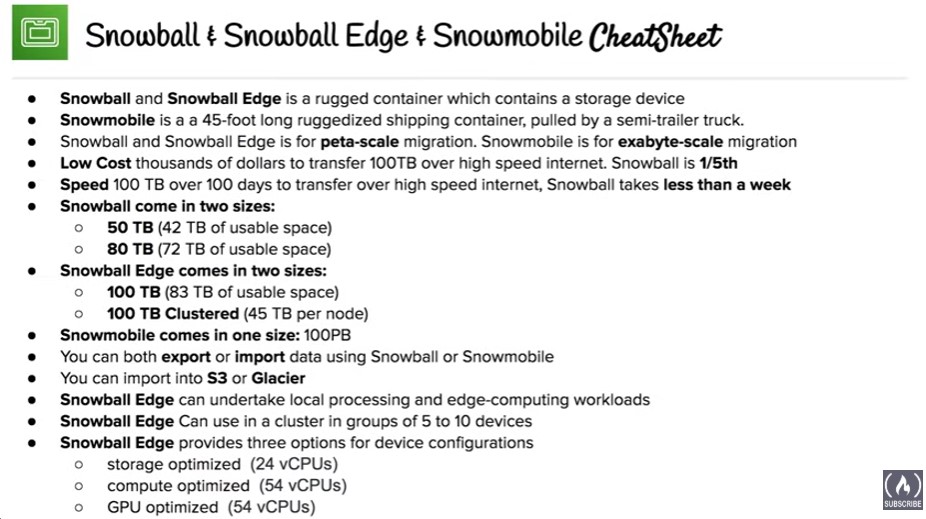 Snowball & Snowball Edge & Snowmobile CheatSheet
● Snowball and Snowball Edge is a rugged container which contains a storage device
● Snowmobile is a a 45-foot long ruggedized shipping container, pulled by a semi-trailer truck.
● Snowball and Snowball Edge is for peta-scale migration. Snowmobile is for exabyte-scale migration
● Low Cost thousands of dollars to transfer 100TB over high speed internet. Snowball is 1/5th
● Speed 100 TB over 100 days to transfer over high speed internet, Snowball takes less than a week
● Snowball come in two sizes:
○ 50 TB (42 TB of usable space)
○ 80 TB (72 TB of usable space)
● Snowball Edge comes in two sizes:
○ 100 TB (83 TB of usable space)
○ 100 TB Clustered (45 TB per node)
● Snowmobile comes in one size: 100PB
● You can both export or import data using Snowball or Snowmobile
● You can import into S3 or Glacier
● Snowball Edge can undertake local processing and edge-computing workloads
● Snowball Edge Can use in a cluster in groups of 5 to 10 devices
● Snowball Edge provides three options for device configurations
○ storage optimized (24 vCPUs)
○ compute optimized (54 vCPUs)
○ GPU optimized (54 vCPUs)
SUBSCRIBE